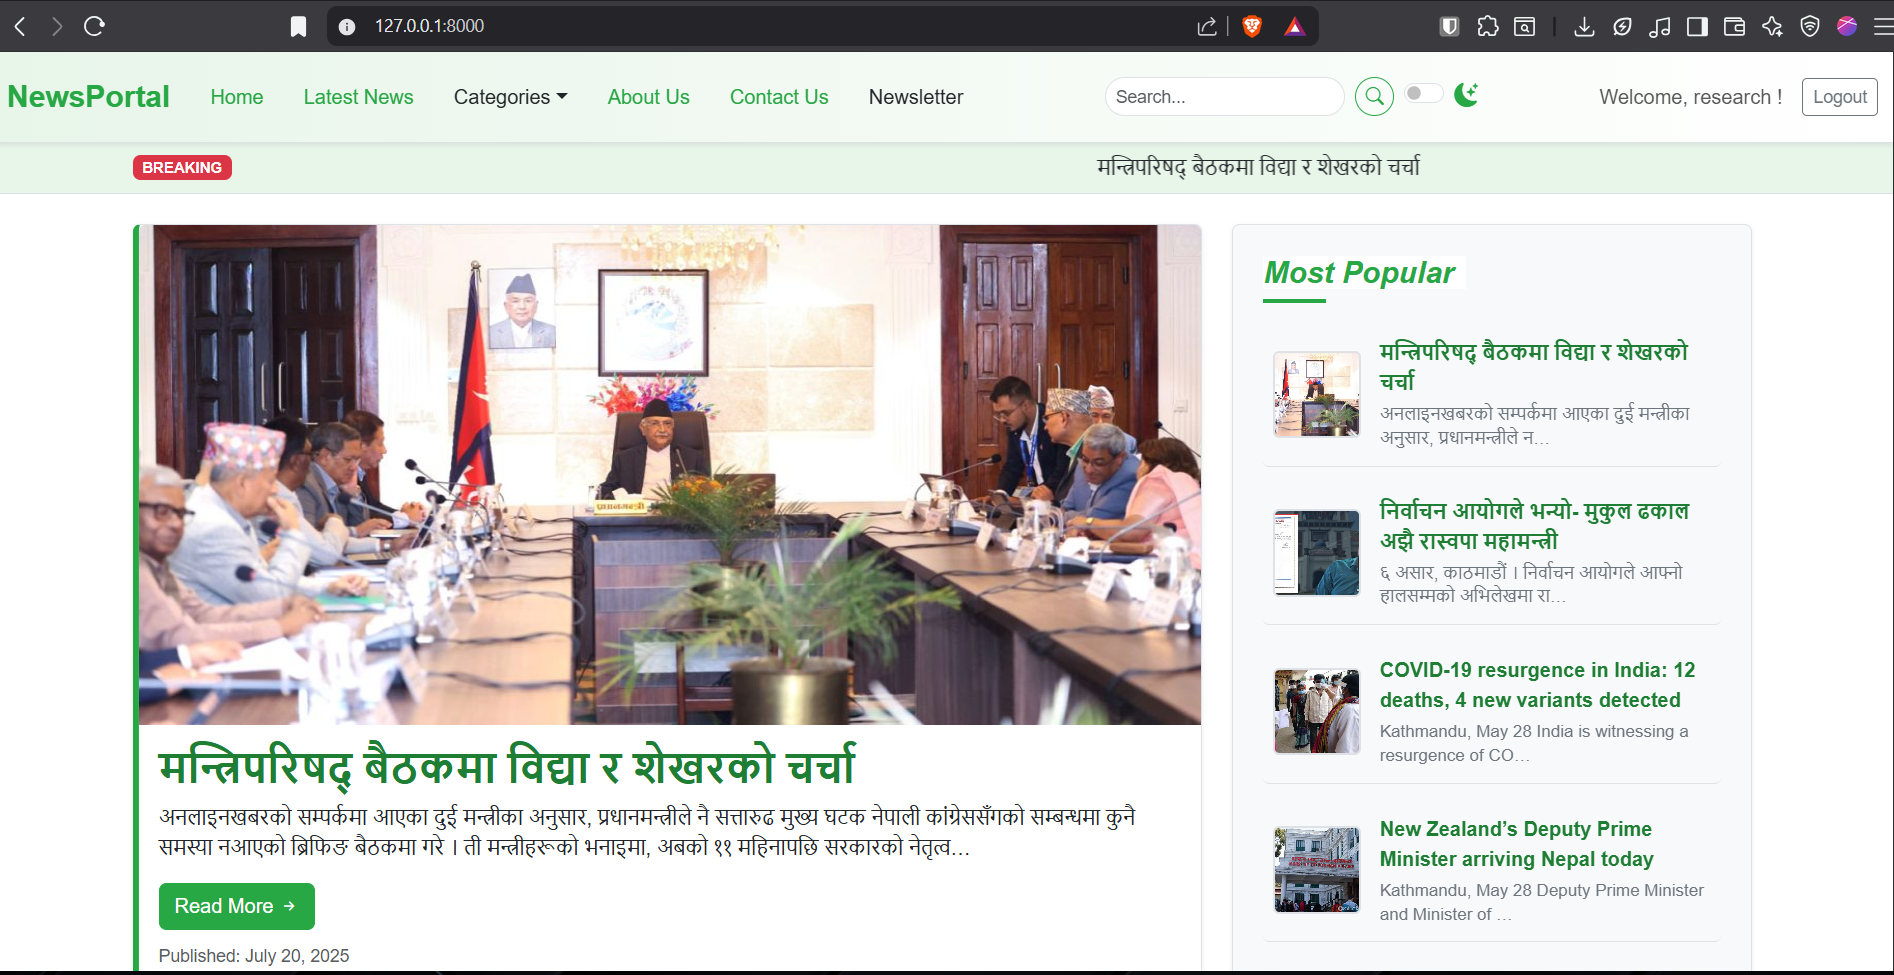 127.0.0.1:8000
NewsPortal Home Latest News Categories About Us Contact Us Newsletter Search... Welcome, research ! Logout
BREAKING मन्त्रिपरिषद् बैठकमा विद्या र शेखरको चर्चा
प्रधानमन्त्री
मन्त्रिपरिषद् बैठकमा विद्या र शेखरको चर्चा
अनलाइनखबरको सम्पर्कमा आएका दुई मन्त्रीका अनुसार, प्रधानमन्त्रीले नै सत्तारुढ मुख्य घटक नेपाली कांग्रेससँगको सम्बन्धमा कुनै
समस्या नआएको ब्रिफिङ बैठकमा गरे । ती मन्त्रीहरूको भनाइमा, अबको ११ महिनापछि सरकारको नेतृत्व...
Read More
Published: July 20, 2025
Most Popular
मन्त्रिपरिषद् बैठकमा विद्या र शेखरको
चर्चा
अनलाइनखबरको सम्पर्कमा आएका दुई मन्त्रीका
अनुसार, प्रधानमन्त्रीले न...
निर्वाचन आयोगले भन्यो- मुकुल ढकाल
अझै रास्वपा महामन्त्री
६ असार, काठमाडौं । निर्वाचन आयोगले आफ्नो
हालसम्मको अभिलेखमा रा...
COVID-19 resurgence in India: 12
deaths, 4 new variants detected
Kathmandu, May 28 India is witnessing a
resurgence of CO...
New Zealand’s Deputy Prime
Minister arriving Nepal today
Kathmandu, May 28 Deputy Prime Minister
and Minister of ...